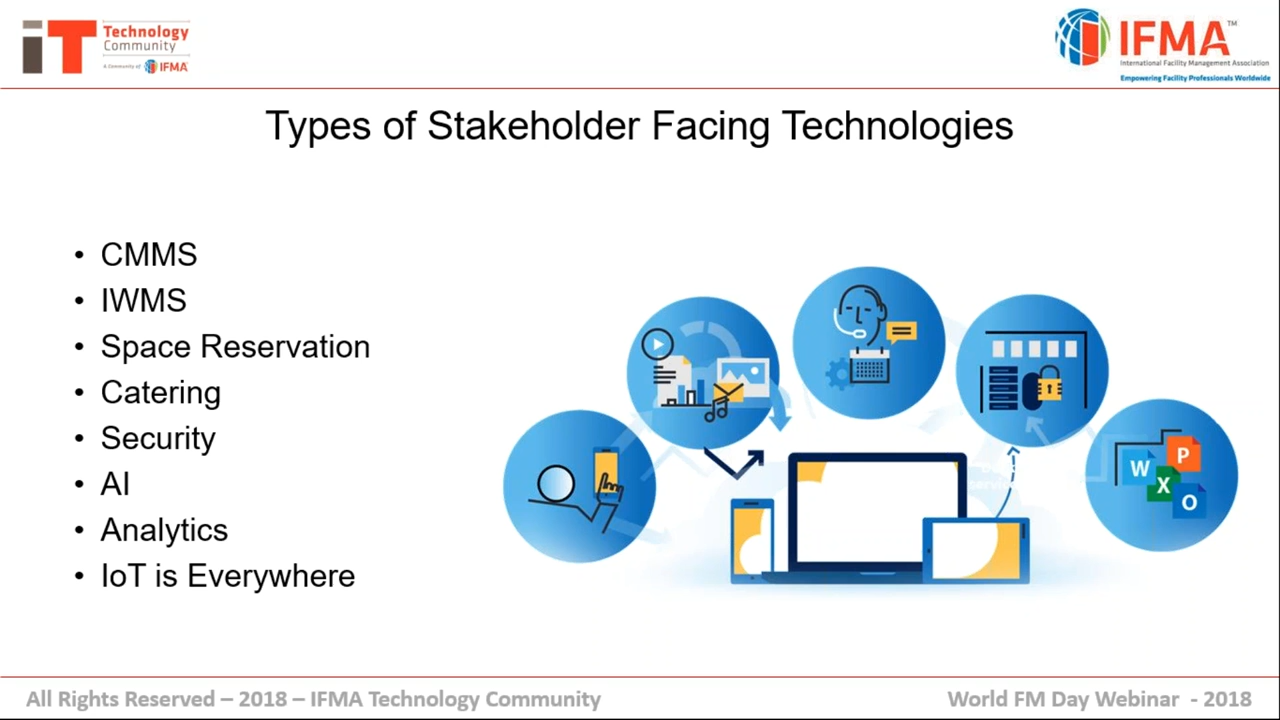 iT Technology
Community
A Community of IFMA
IFMA™
International Facility Management Association
Empowering Facility Professionals Worldwide
Types of Stakeholder Facing Technologies
• CMMS
• IWMS
• Space Reservation
• Catering
• Security
• AI
• Analytics
• IoT is Everywhere
W P
X
O
All Rights Reserved – 2018 – IFMA Technology Community
World FM Day Webinar - 2018